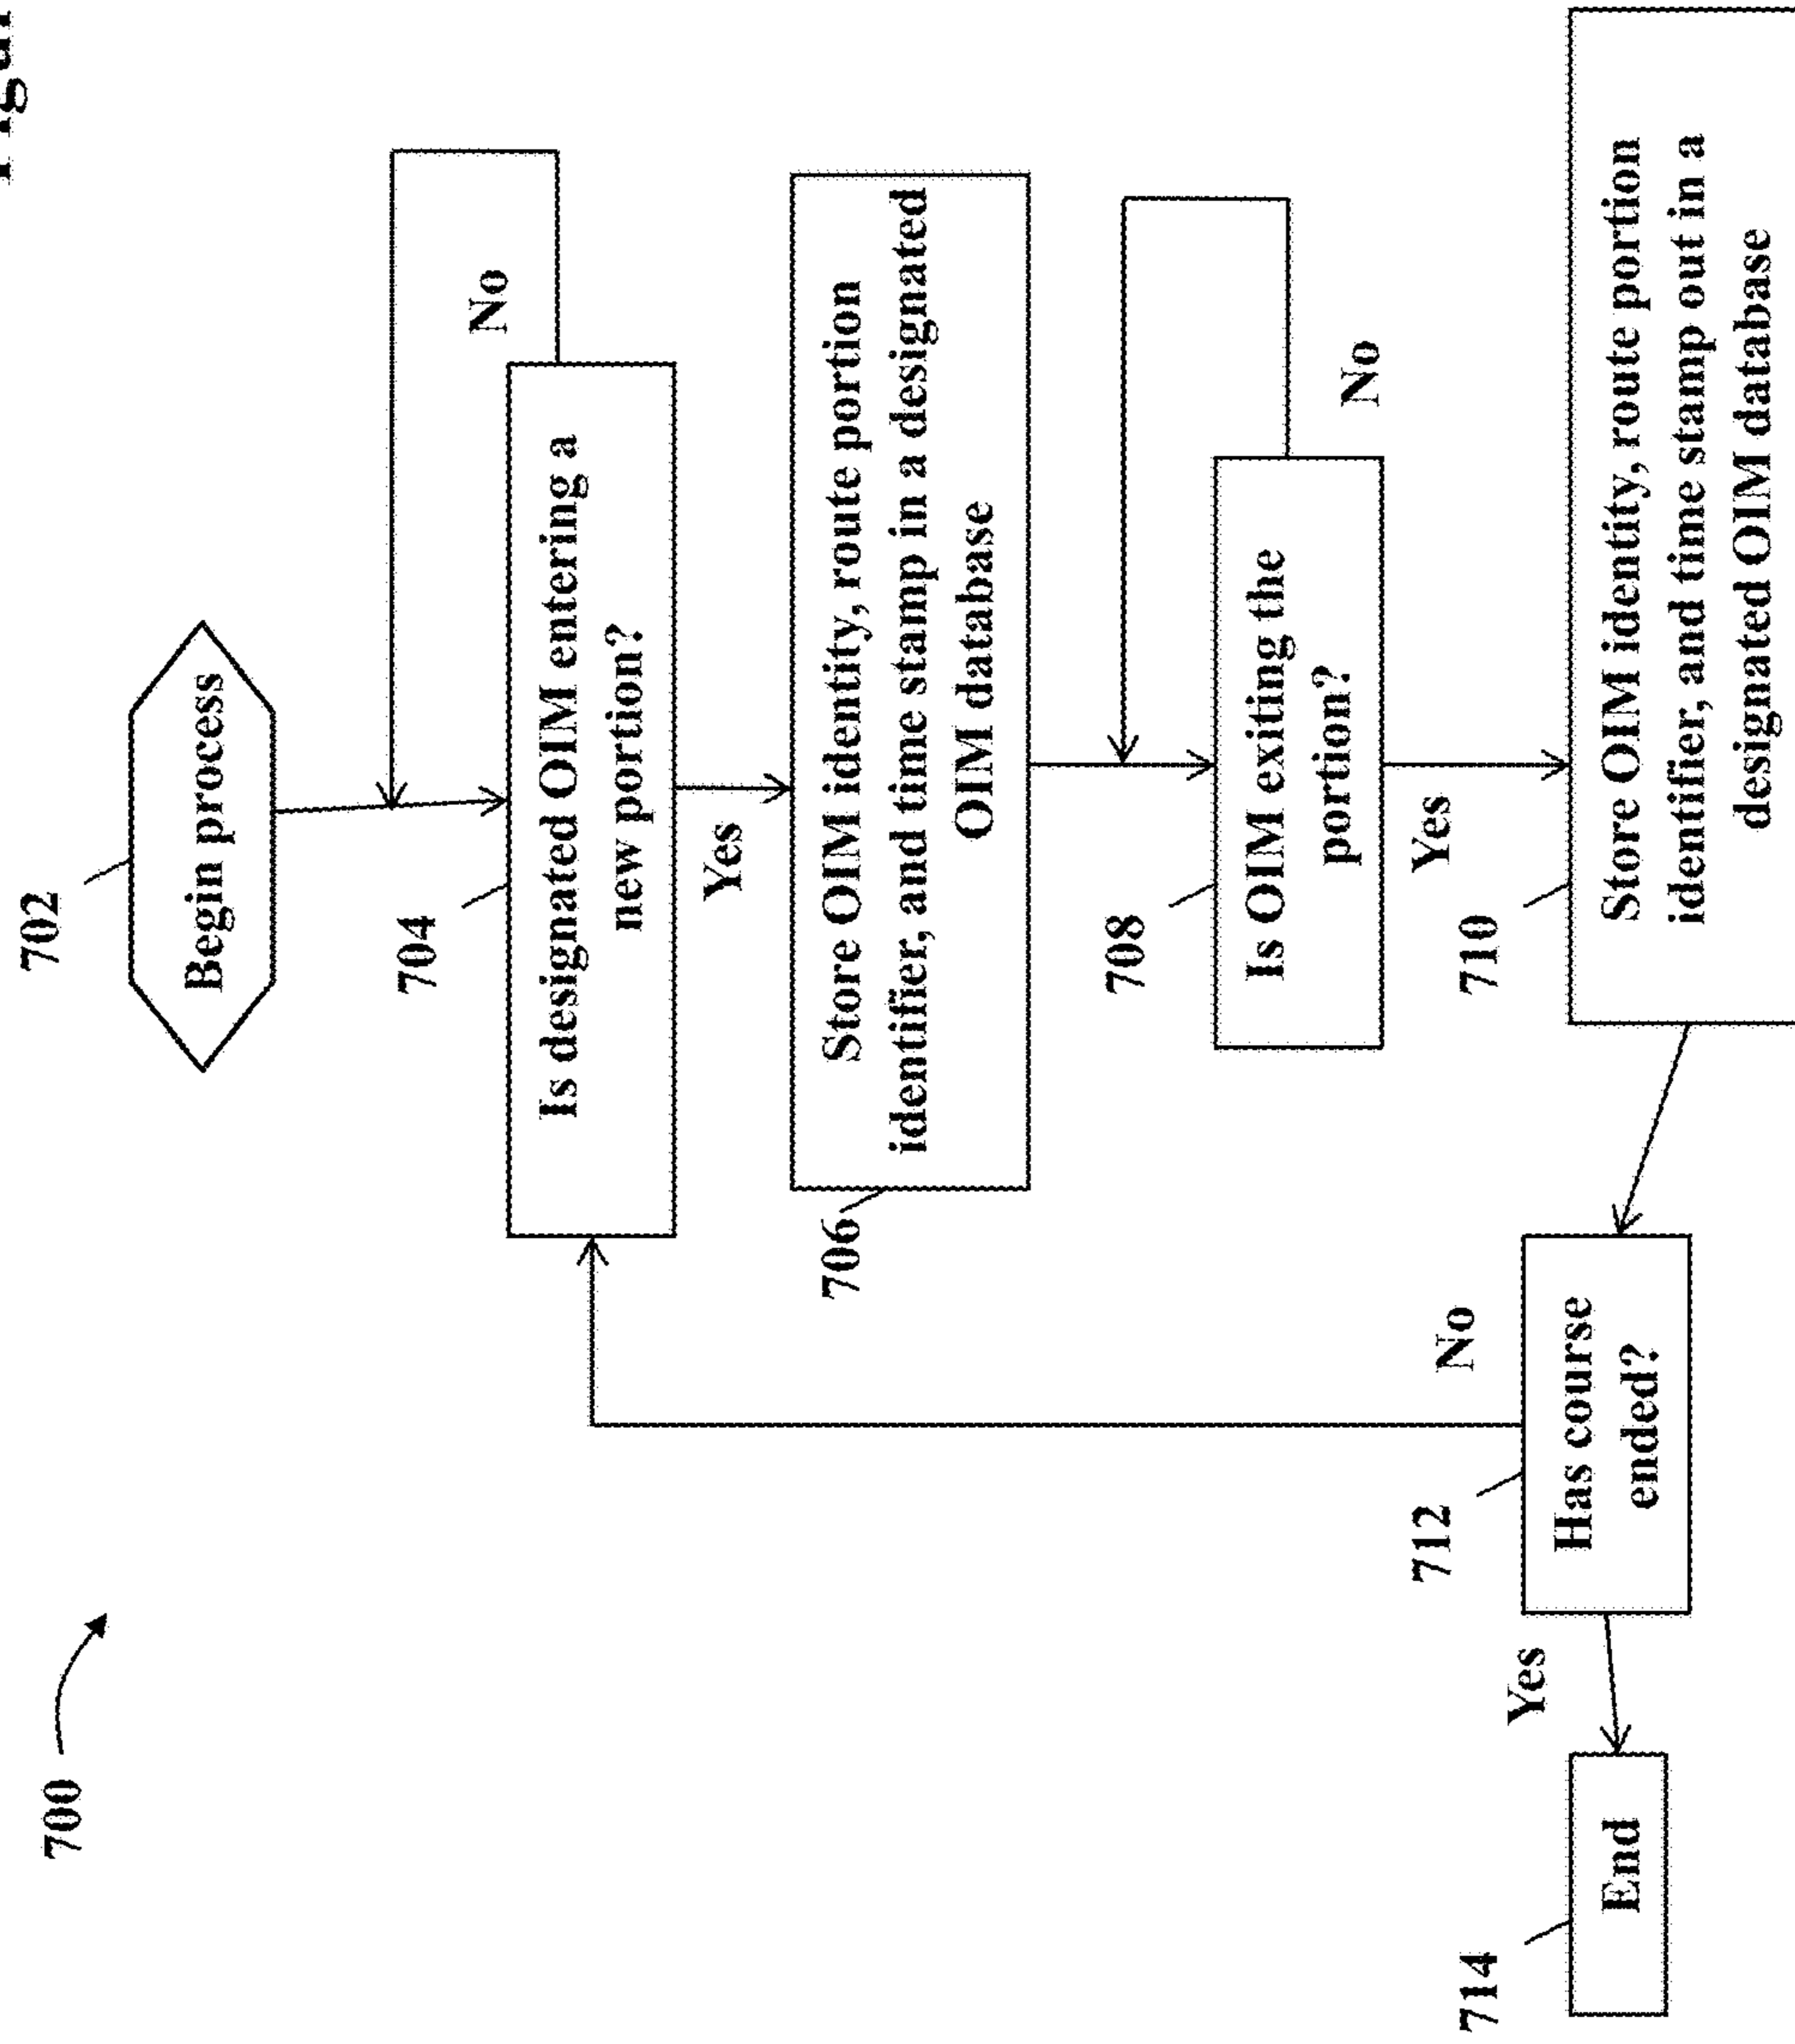 700
702
Begin process
704
Is designated OIM entering a
new portion?
No
Yes
706
Store OIM identity, route portion
identifier, and time stamp in a designated
OIM database
708
Is OIM exiting the
portion?
No
Yes
710
Store OIM identity, route portion
identifier, and time stamp out in a
designated OIM database
712
Has course
ended?
No
Yes
714
End